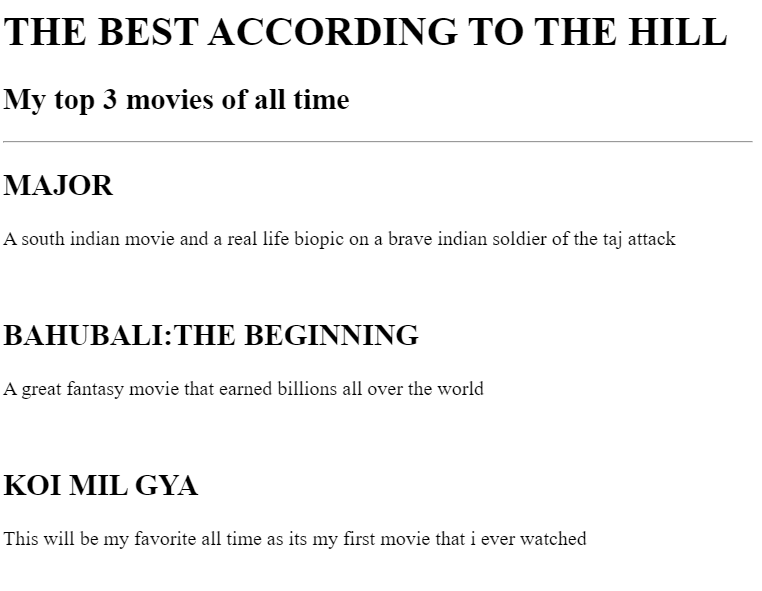 THE BEST ACCORDING TO THE HILL
My top 3 movies of all time
MAJOR
A south indian movie and a real life biopic on a brave indian soldier of the taj attack
BAHUBALI:THE BEGINNING
A great fantasy movie that earned billions all over the world
KOI MIL GYA
This will be my favorite all time as its my first movie that i ever watched